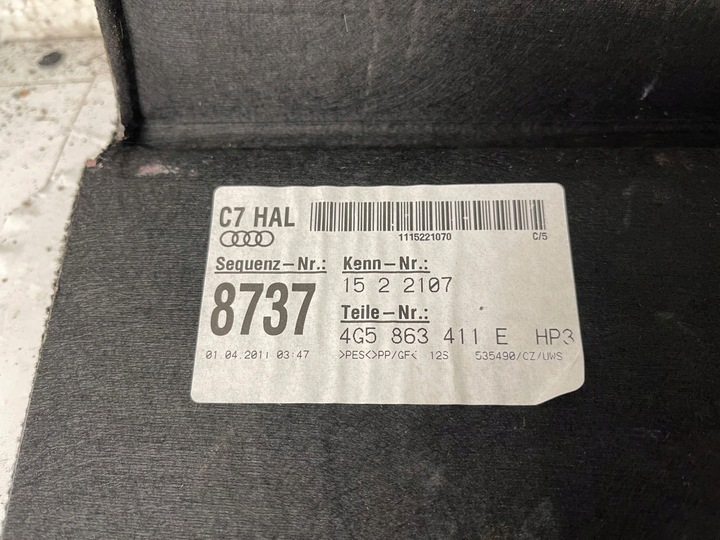 C7 HAL
1115221070 C/5
Sequenz-Nr.: Kenn-Nr.:
8737 15 2 2107
Teile-Nr.:
4G5 863 411 E HP3
01.04.2011 03:47 >PES<>PP/GF< 12S 535490/CZ/UWS